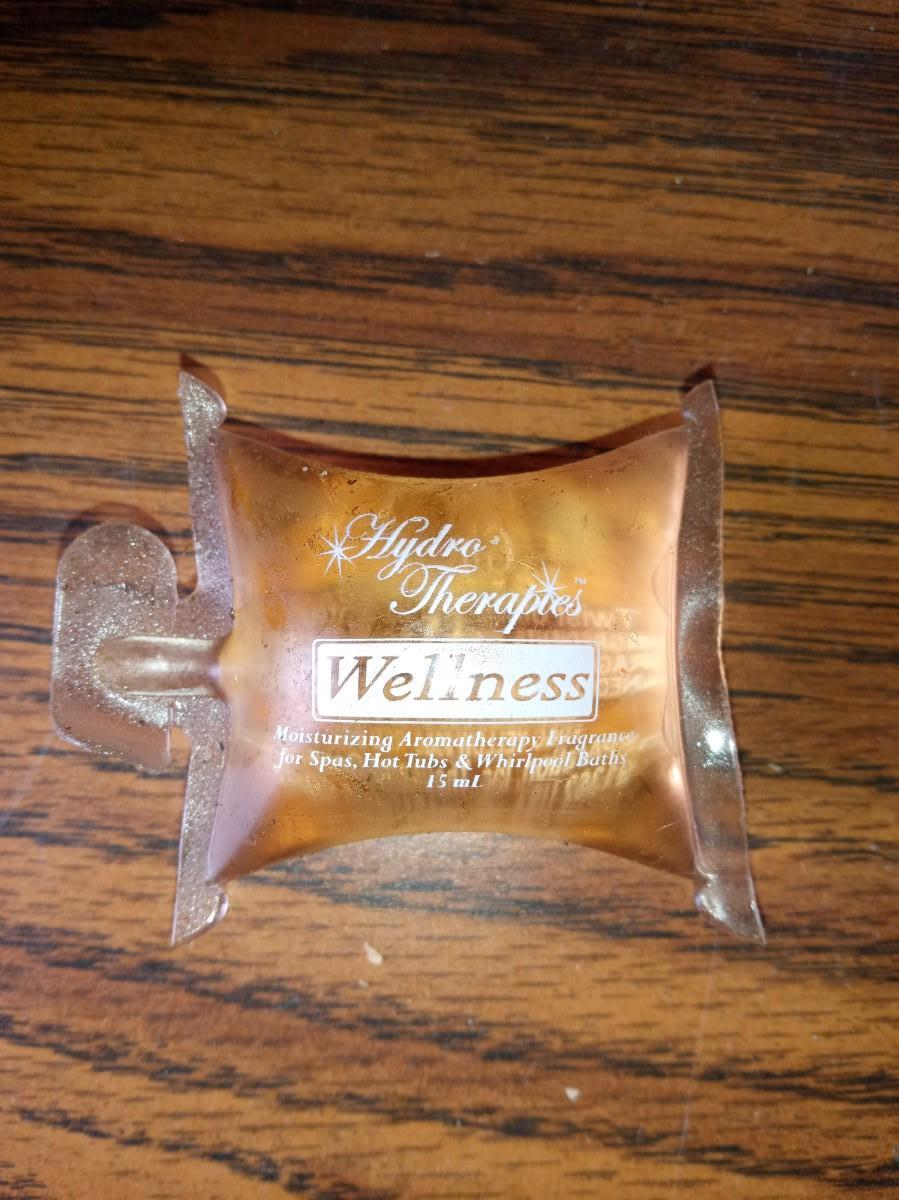 Hydro
Therapies™
Wellness
Moisturizing Aromatherapy Fragrance
for Spas, Hot Tubs & Whirlpool Baths
15 mL